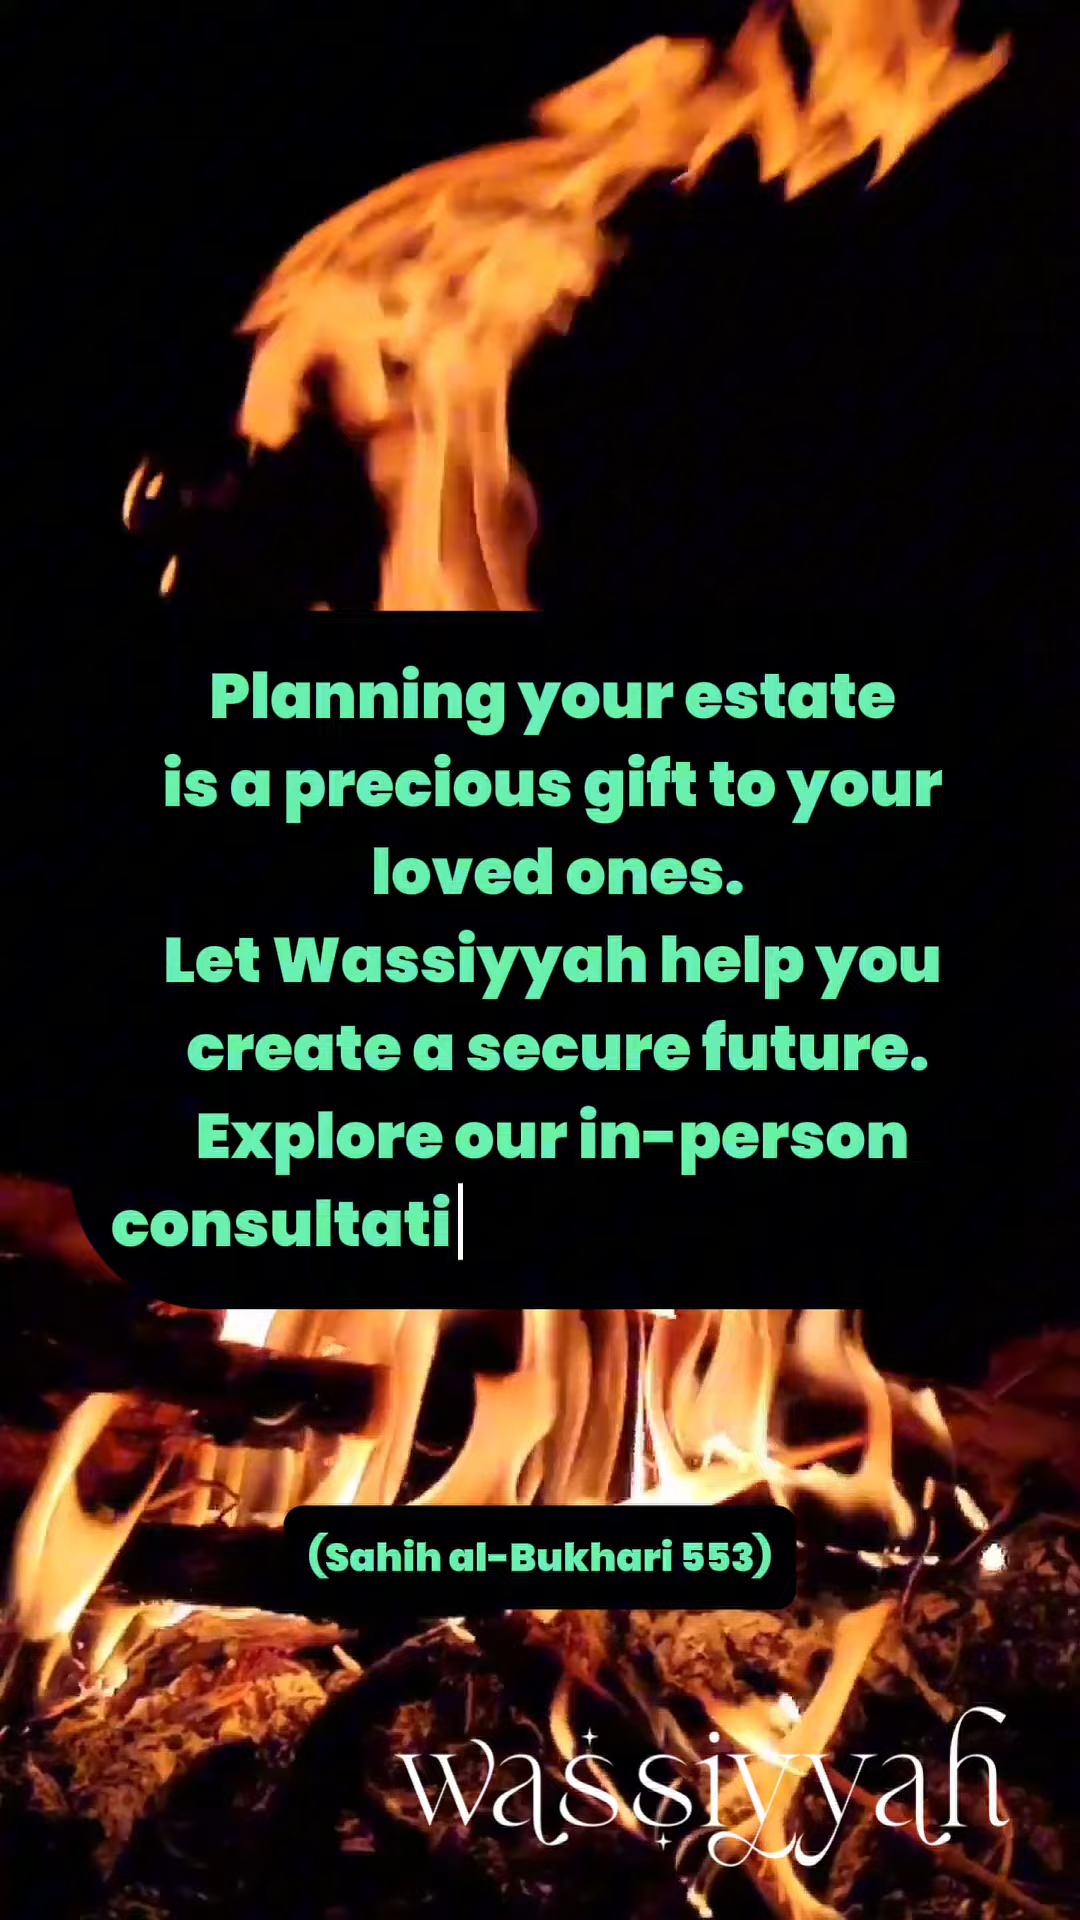 Planning your estate
is a precious gift to your
loved ones.
Let Wassiyyah help you
create a secure future.
Explore our in-person
consultati
(Sahih al-Bukhari 553)
wassiyyah